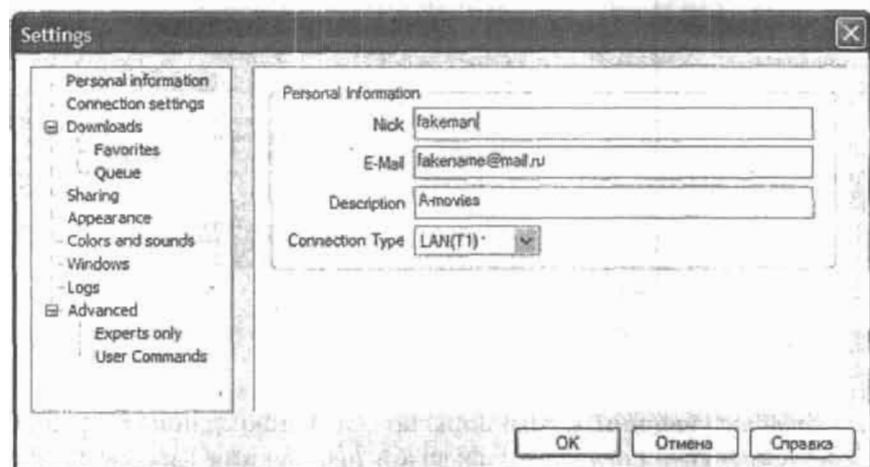 Settings
Personal information
Connection settings
Downloads
Favorites
Queue
Sharing
Appearance
Colors and sounds
Windows
Logs
Advanced
Experts only
User Commands
Personal Information
Nick fakeman
E-Mail fakename@mail.ru
Description A-movies
Connection Type LAN(T1)
OK Отмена Справка